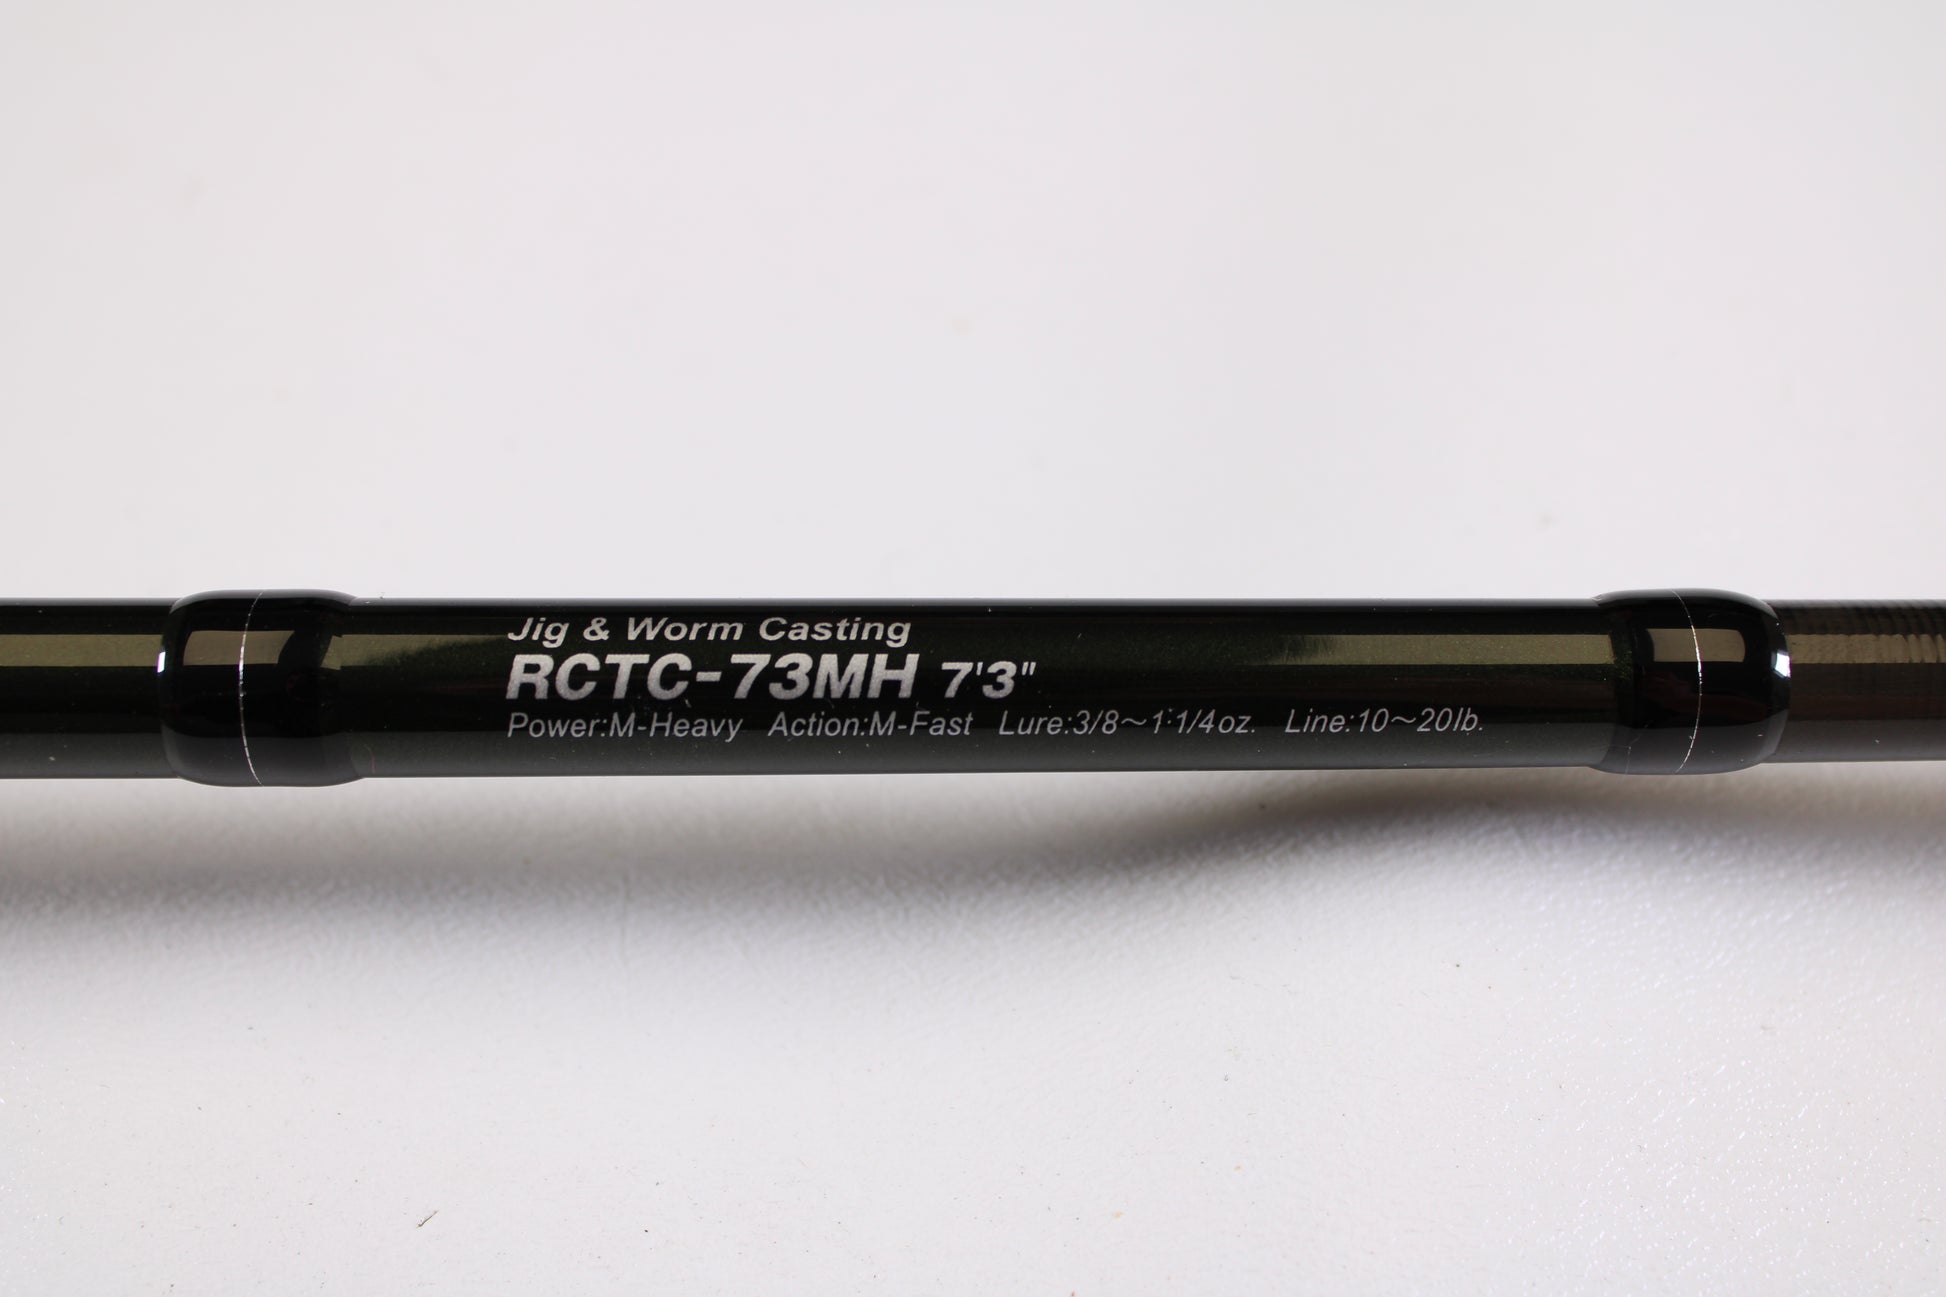 Jig & Worm Casting
RCTC-73MH 7'3"
Power:M-Heavy Action:M-Fast Lure:3/8~1·1/4oz. Line:10~20lb.